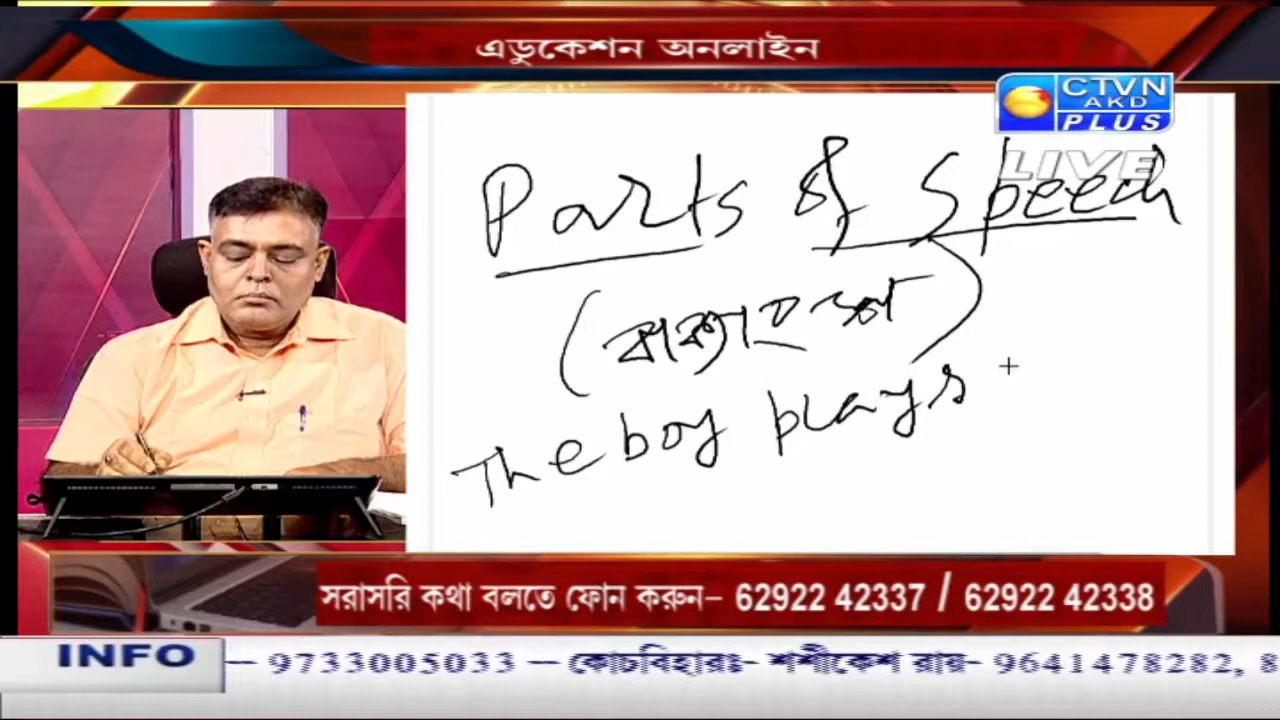 এডুকেশন অনলাইন
CTVN
AKD
PLUS
LIVE
Parts of Speech
The boy plays
সরাসরি কথা বলতে ফোন করুন- 62922 42337 / 62922 42338
INFO
– 9733005033 – কোচবিহারঃ- শশীকেশ রায়- 9641478282, 8